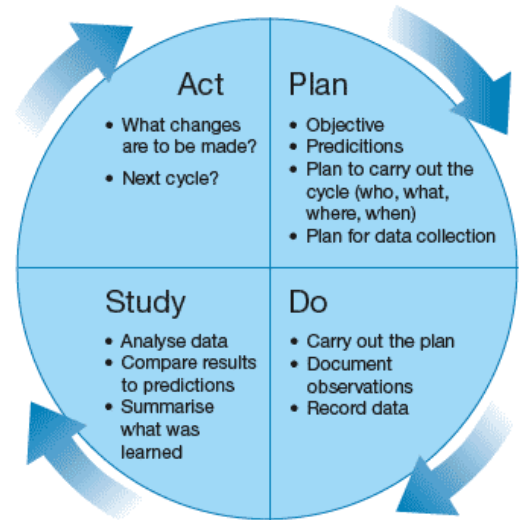 Act
• What changes
are to be made?
• Next cycle?
Plan
• Objective
• Predicitions
• Plan to carry out the
cycle (who, what,
where, when)
• Plan for data collection
Study
• Analyse data
• Compare results
to predictions
• Summarise
what was
learned
Do
• Carry out the plan
• Document
observations
• Record data